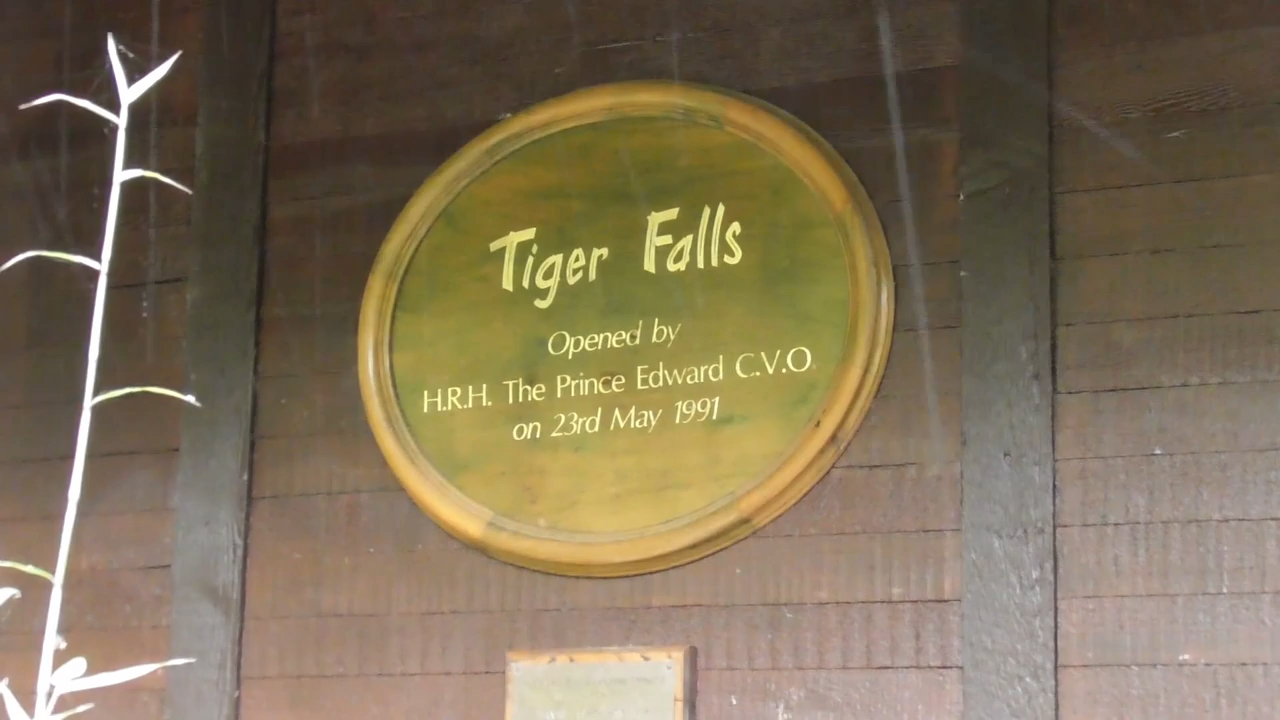 Tiger Falls
Opened by
H.R.H. The Prince Edward C.V.O.
on 23rd May 1991